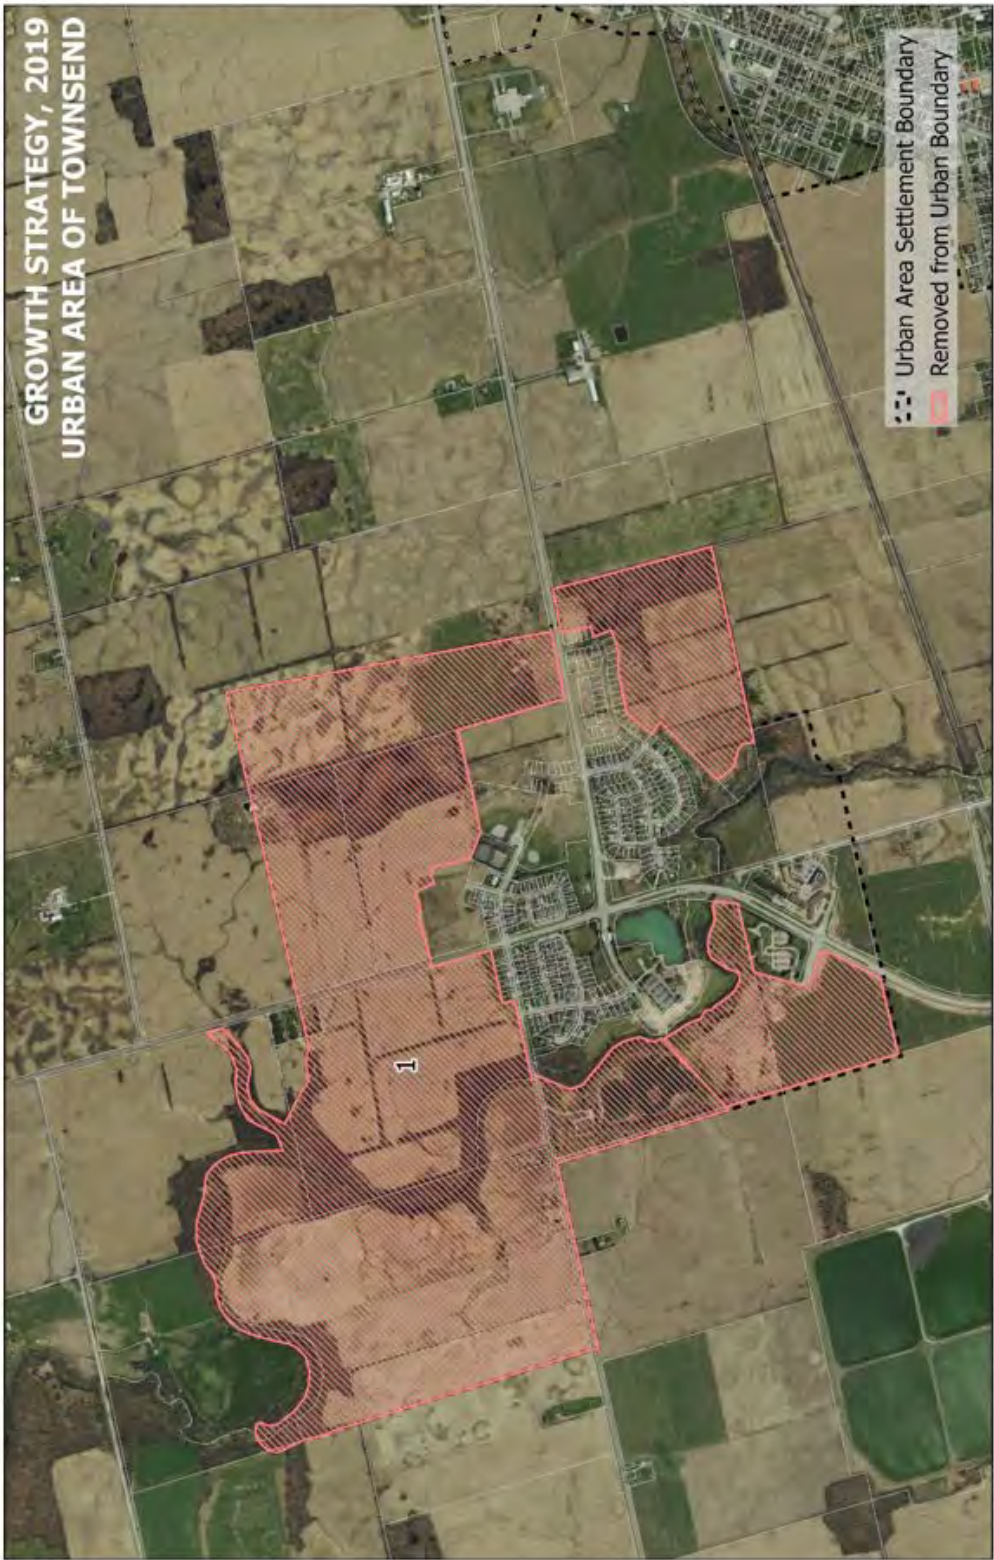 GROWTH STRATEGY, 2019
URBAN AREA OF TOWNSEND
1
Urban Area Settlement Boundary
Removed from Urban Boundary